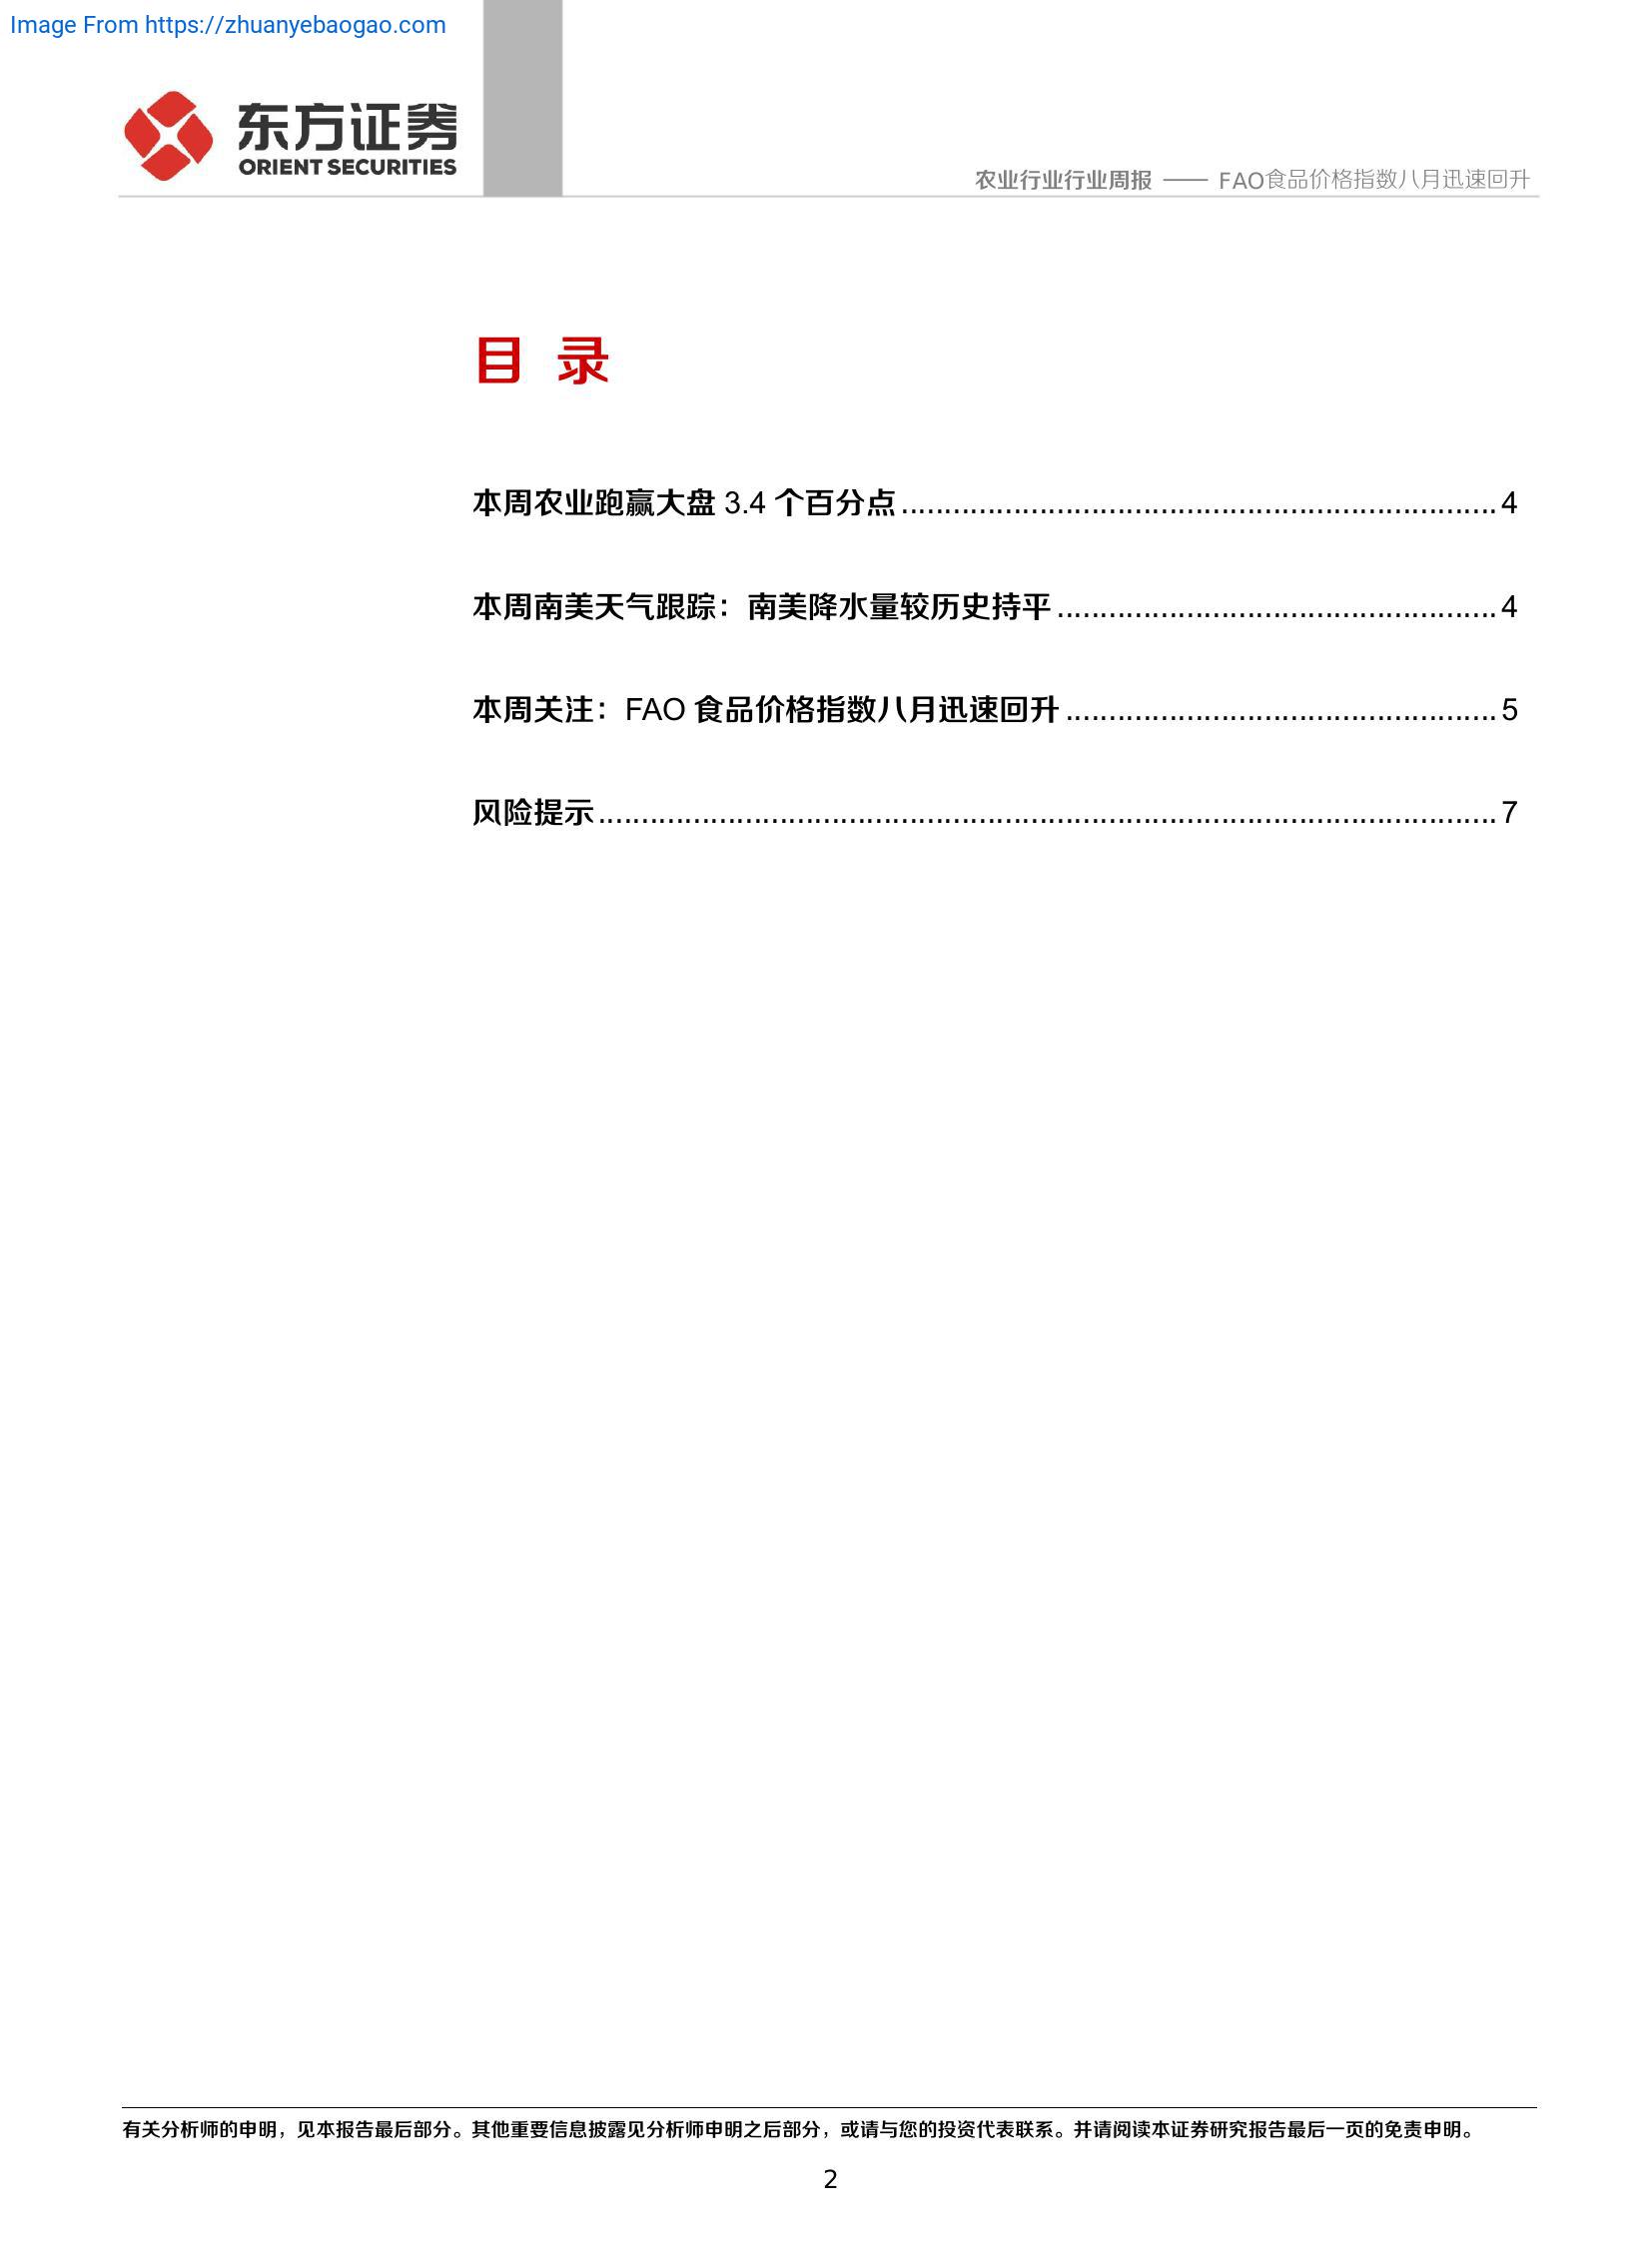 Image From https://zhuanyebaogao.com
东方证券
ORIENT SECURITIES
农业行业行业周报 —— FAO食品价格指数八月迅速回升
目 录
本周农业跑赢大盘 3.4 个百分点 ..................................................................... 4
本周南美天气跟踪：南美降水量较历史持平 ................................................... 4
本周关注：FAO 食品价格指数八月迅速回升 .................................................. 5
风险提示 ........................................................................................................ 7
有关分析师的申明，见本报告最后部分。其他重要信息披露见分析师申明之后部分，或请与您的投资代表联系。并请阅读本证券研究报告最后一页的免责申明。
2